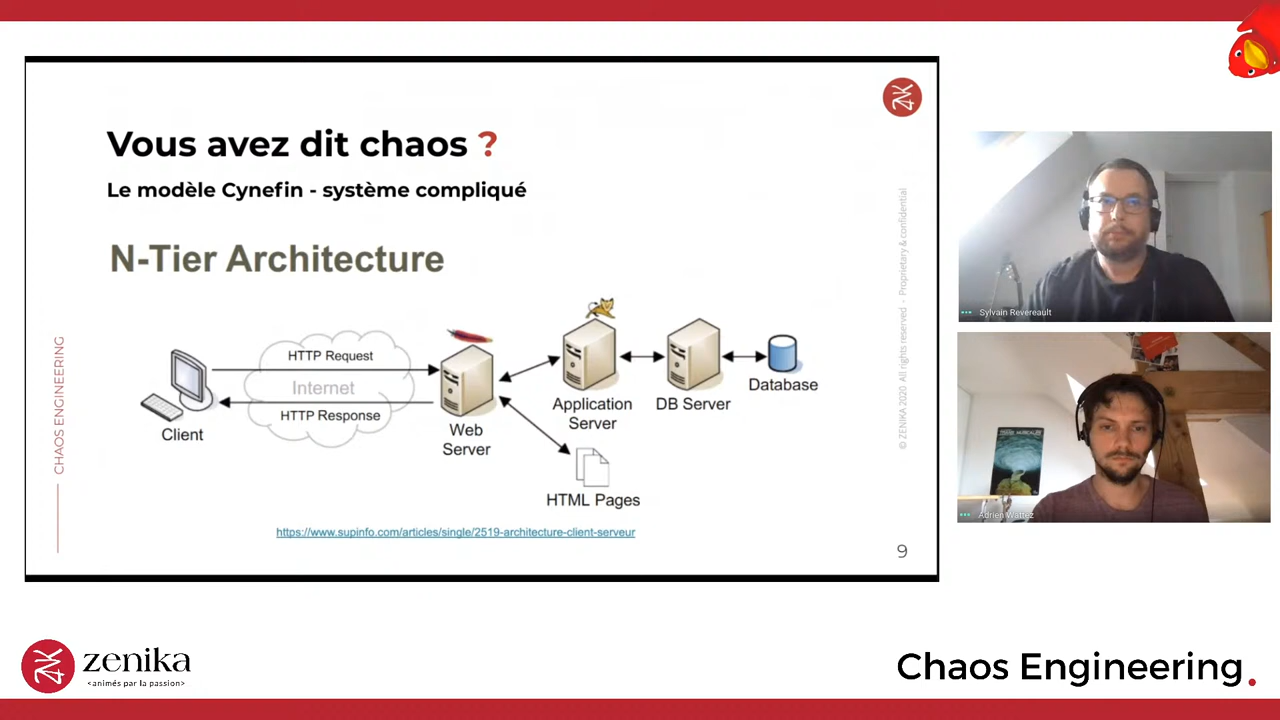 Vous avez dit chaos ?
Le modèle Cynefin - système compliqué
N-Tier Architecture
HTTP Request
Internet
HTTP Response
Client
Web
Server
Application
Server
DB Server
Database
HTML Pages
https://www.supinfo.com/articles/single/2519-architecture-client-serveur
CHAOS ENGINEERING
© ZENIKA 2020 All rights reserved - Proprietary & confidential
9
Sylvain Revereault
Adrien Wattez
zenika
<animés par la passion>
Chaos Engineering.